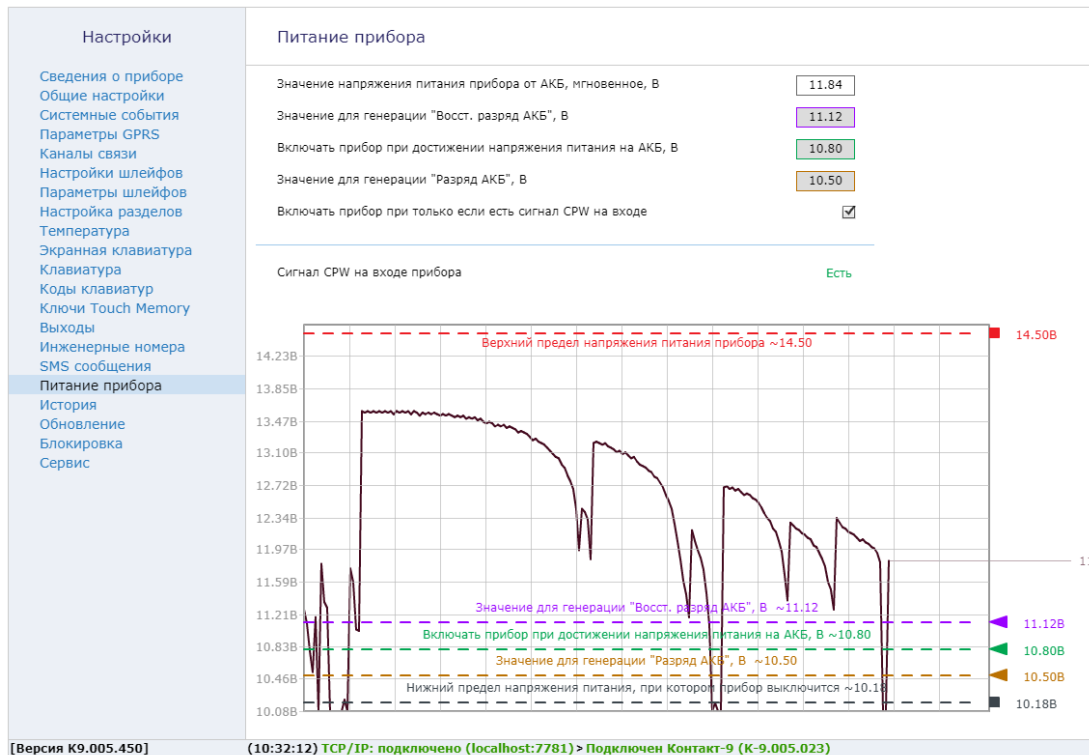 Настройки
Сведения о приборе
Общие настройки
Системные события
Параметры GPRS
Каналы связи
Настройки шлейфов
Параметры шлейфов
Настройка разделов
Температура
Экранная клавиатура
Клавиатура
Коды клавиатур
Ключи Touch Memory
Выходы
Инженерные номера
SMS сообщения
Питание прибора
История
Обновление
Блокировка
Сервис
Питание прибора
Значение напряжения питания прибора от АКБ, мгновенное, В 11.84
Значение для генерации "Восст. разряд АКБ", В 11.12
Включать прибор при достижении напряжения питания на АКБ, В 10.80
Значение для генерации "Разряд АКБ", В 10.50
Включать прибор при только если есть сигнал CPW на входе
Сигнал CPW на входе прибора Есть
Верхний предел напряжения питания прибора ~14.50
14.50В
14.23В
13.85В
13.47В
13.10В
12.72В
12.34В
11.97В
11.59В
11.21В
10.83В
10.46В
10.08В
Значение для генерации "Восст. разряд АКБ", В ~11.12
11.12В
Включать прибор при достижении напряжения питания на АКБ, В ~10.80
10.80В
Значение для генерации "Разряд АКБ", В ~10.50
10.50В
Нижний предел напряжения питания, при котором прибор выключится ~10.18
10.18В
[Версия K9.005.450] (10:32:12) TCP/IP: подключено (localhost:7781) > Подключен Контакт-9 (K-9.005.023)